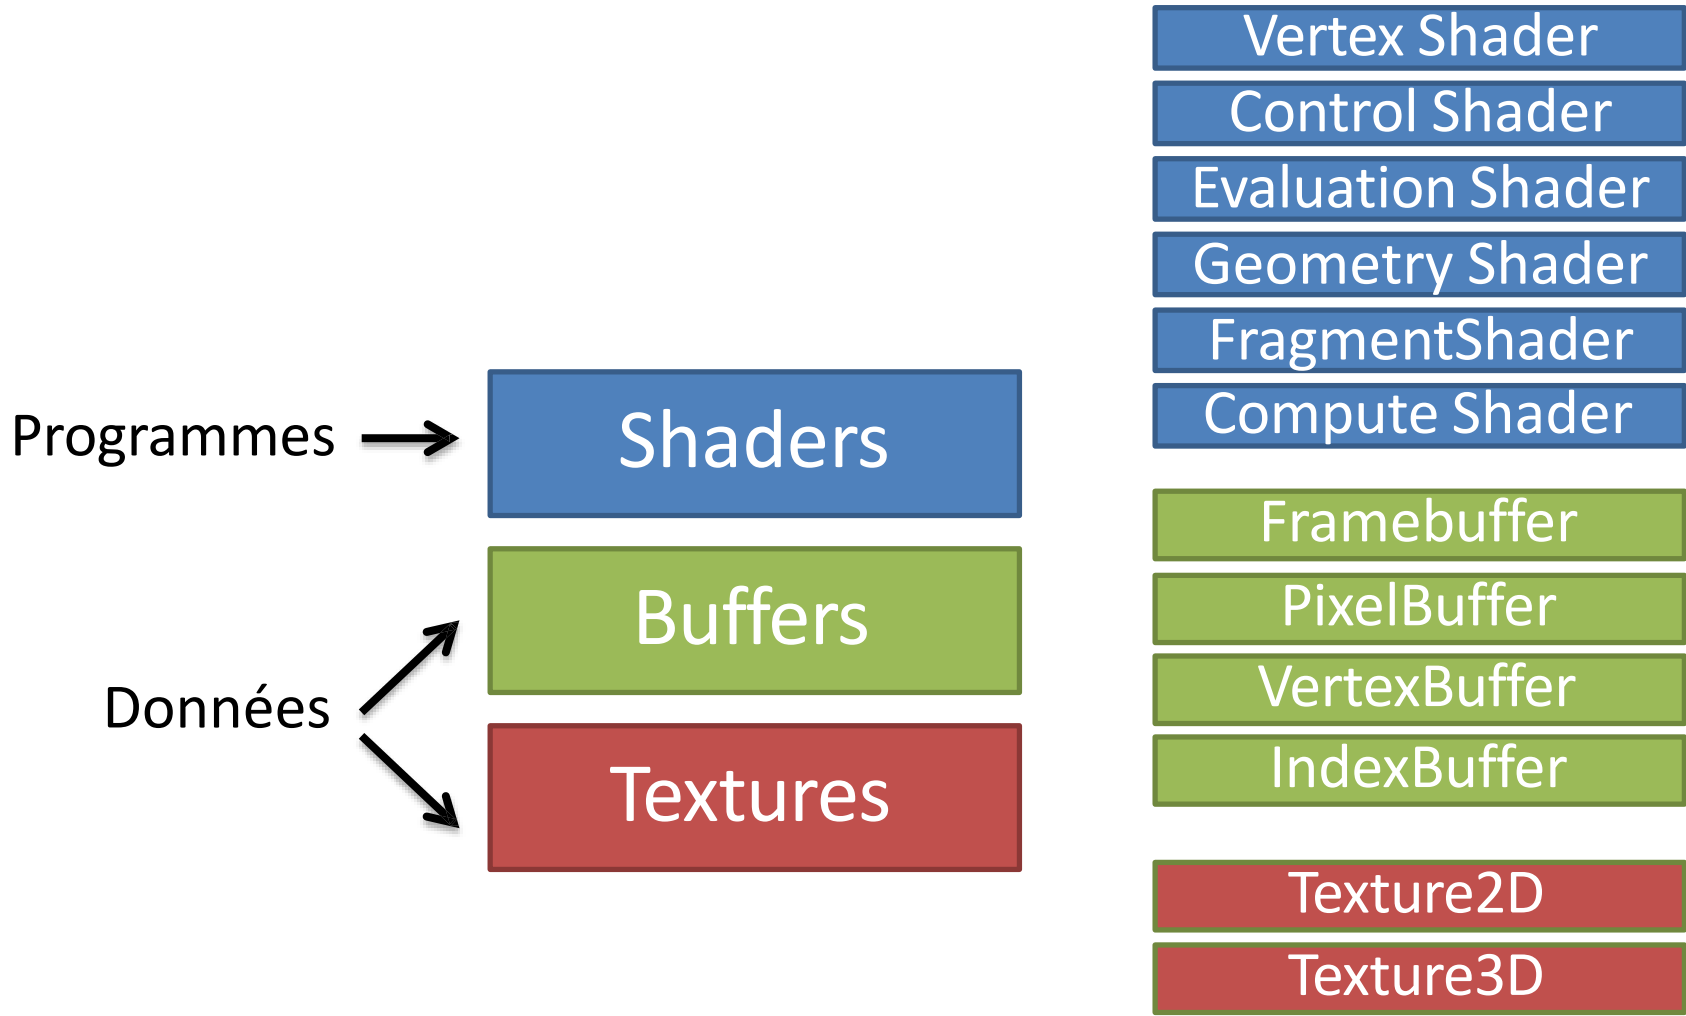 Programmes
Données
Shaders
Buffers
Textures
Vertex Shader
Control Shader
Evaluation Shader
Geometry Shader
FragmentShader
Compute Shader
Framebuffer
PixelBuffer
VertexBuffer
IndexBuffer
Texture2D
Texture3D